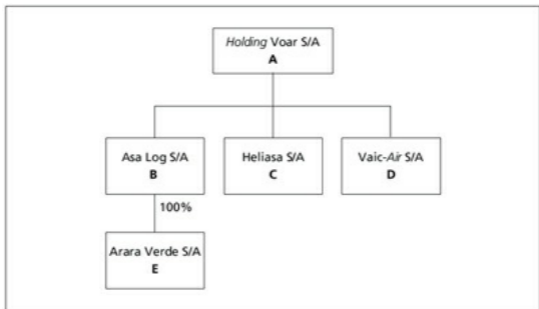 Holding Voar S/A
A
Asa Log S/A
B
Heliasa S/A
C
Vaic-Air S/A
D
100%
Arara Verde S/A
E